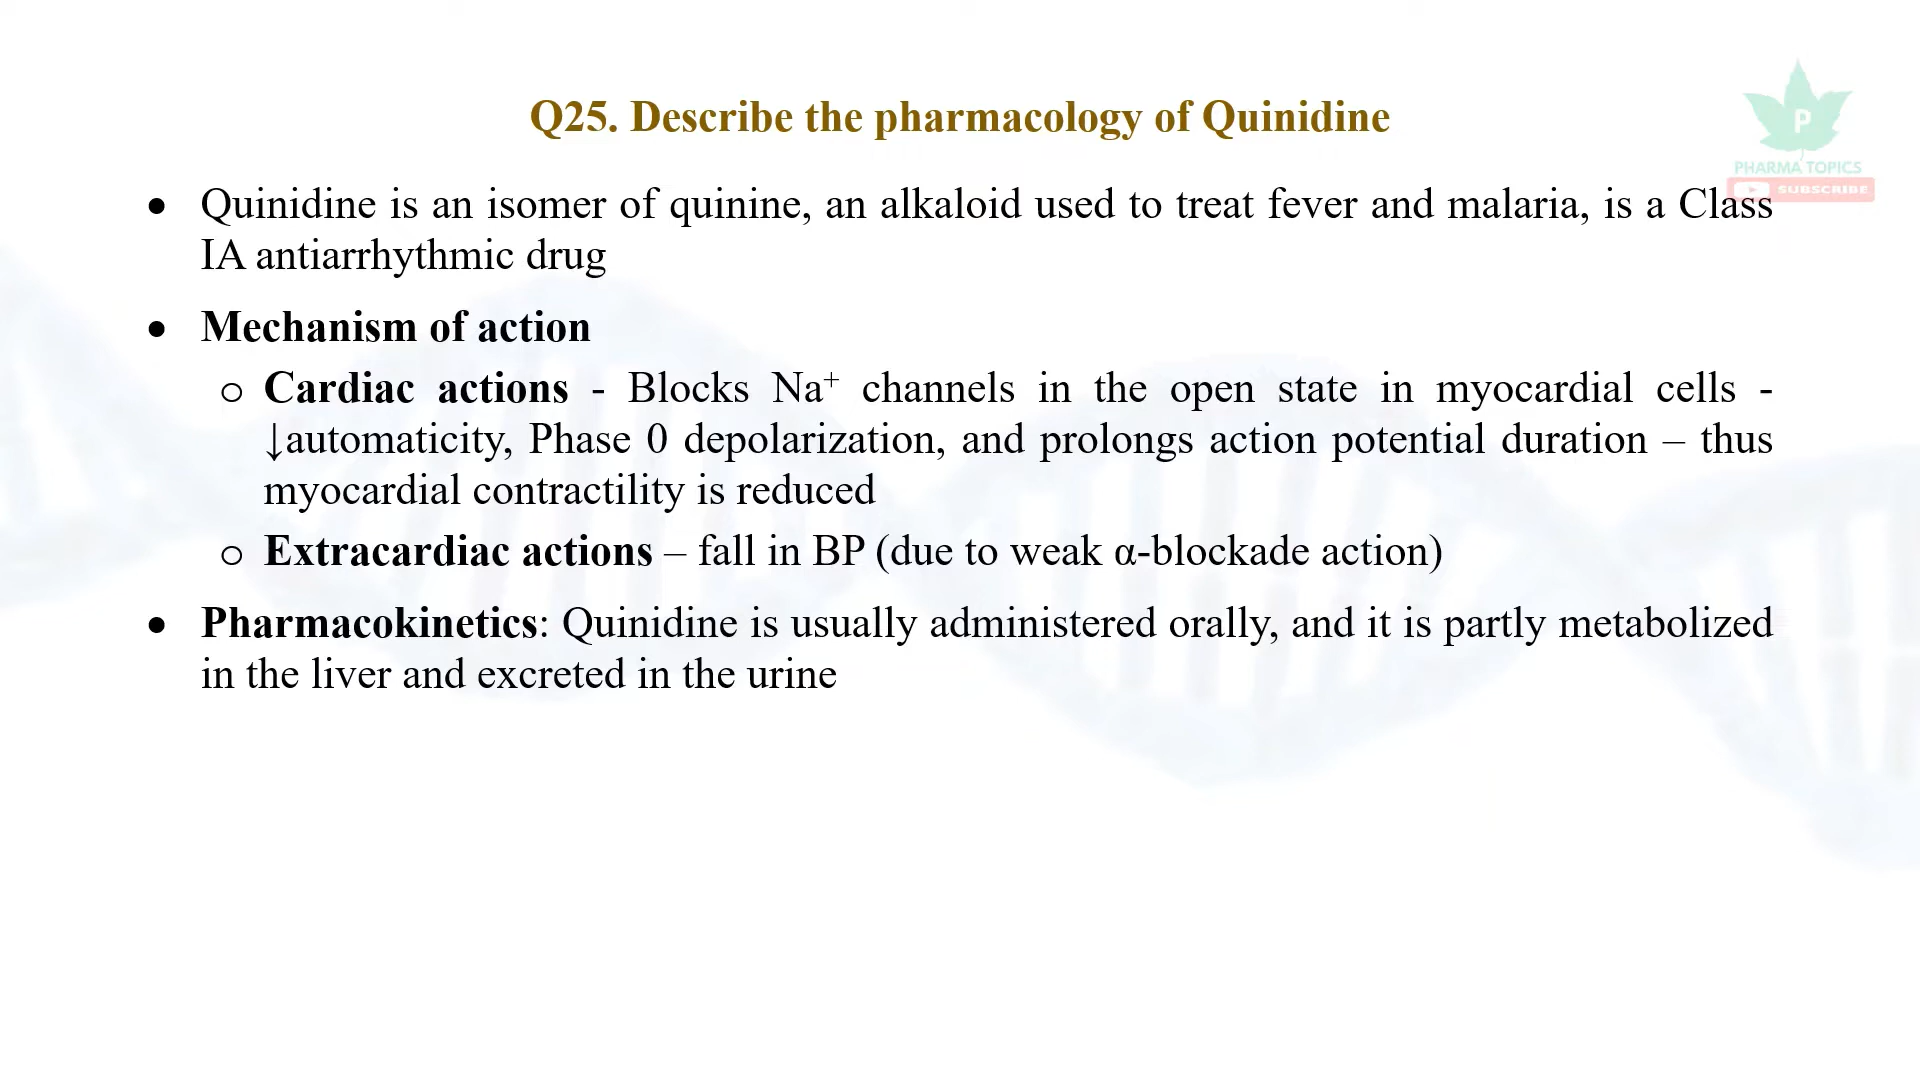 Q25. Describe the pharmacology of Quinidine
P
PHARMA TOPICS
SUBSCRIBE
• Quinidine is an isomer of quinine, an alkaloid used to treat fever and malaria, is a Class
IA antiarrhythmic drug
• Mechanism of action
o Cardiac actions - Blocks Na⁺ channels in the open state in myocardial cells -
↓automaticity, Phase 0 depolarization, and prolongs action potential duration – thus
myocardial contractility is reduced
o Extracardiac actions – fall in BP (due to weak α-blockade action)
• Pharmacokinetics: Quinidine is usually administered orally, and it is partly metabolized
in the liver and excreted in the urine